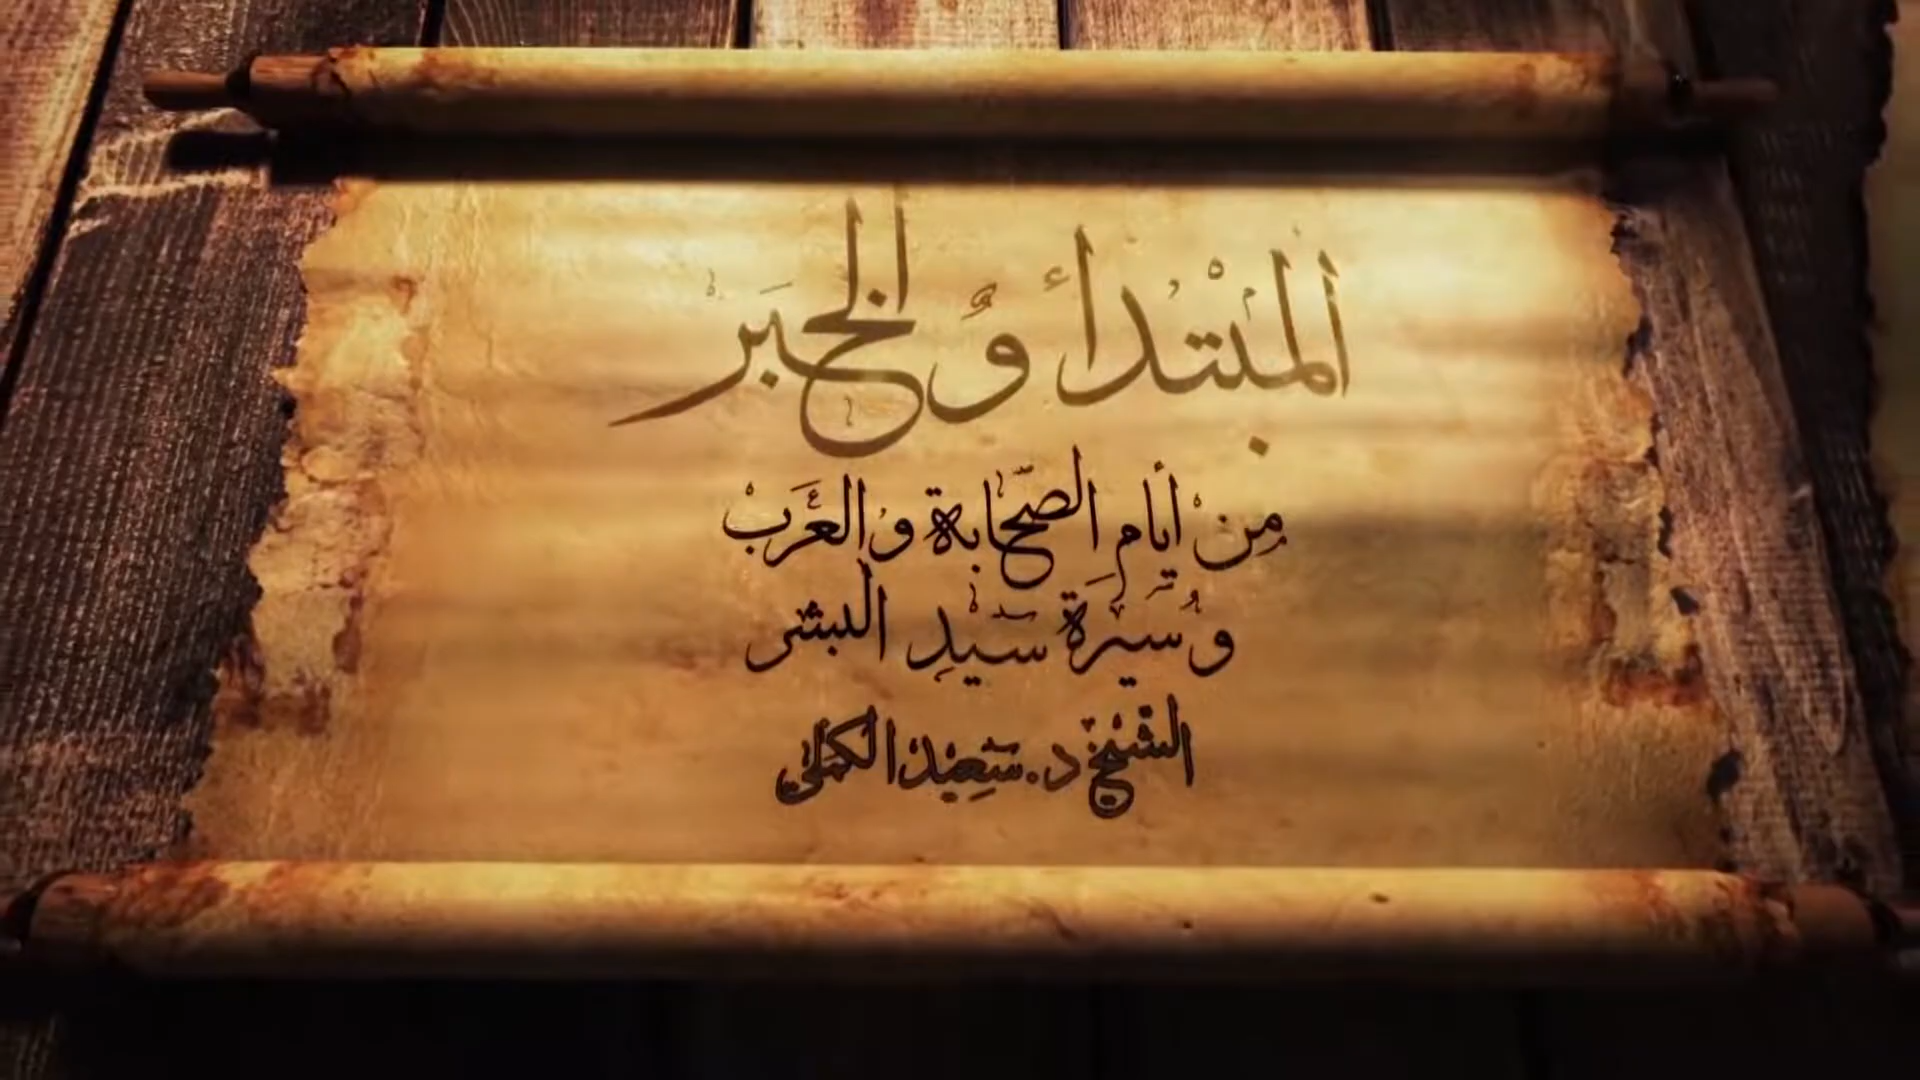 المبتدأ والخبر
من أيام الصحابة والعرب
وسيرة سيد البشر
الشيخ د. سعيد الكملي